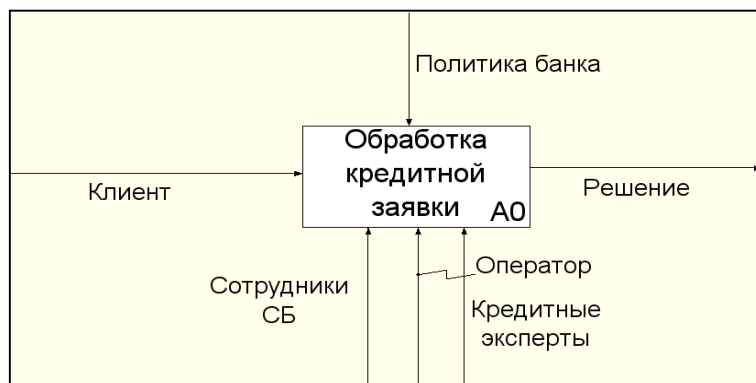 Политика банка
Обработка
кредитной
заявки
A0
Клиент
Решение
Сотрудники
СБ
Оператор
Кредитные
эксперты